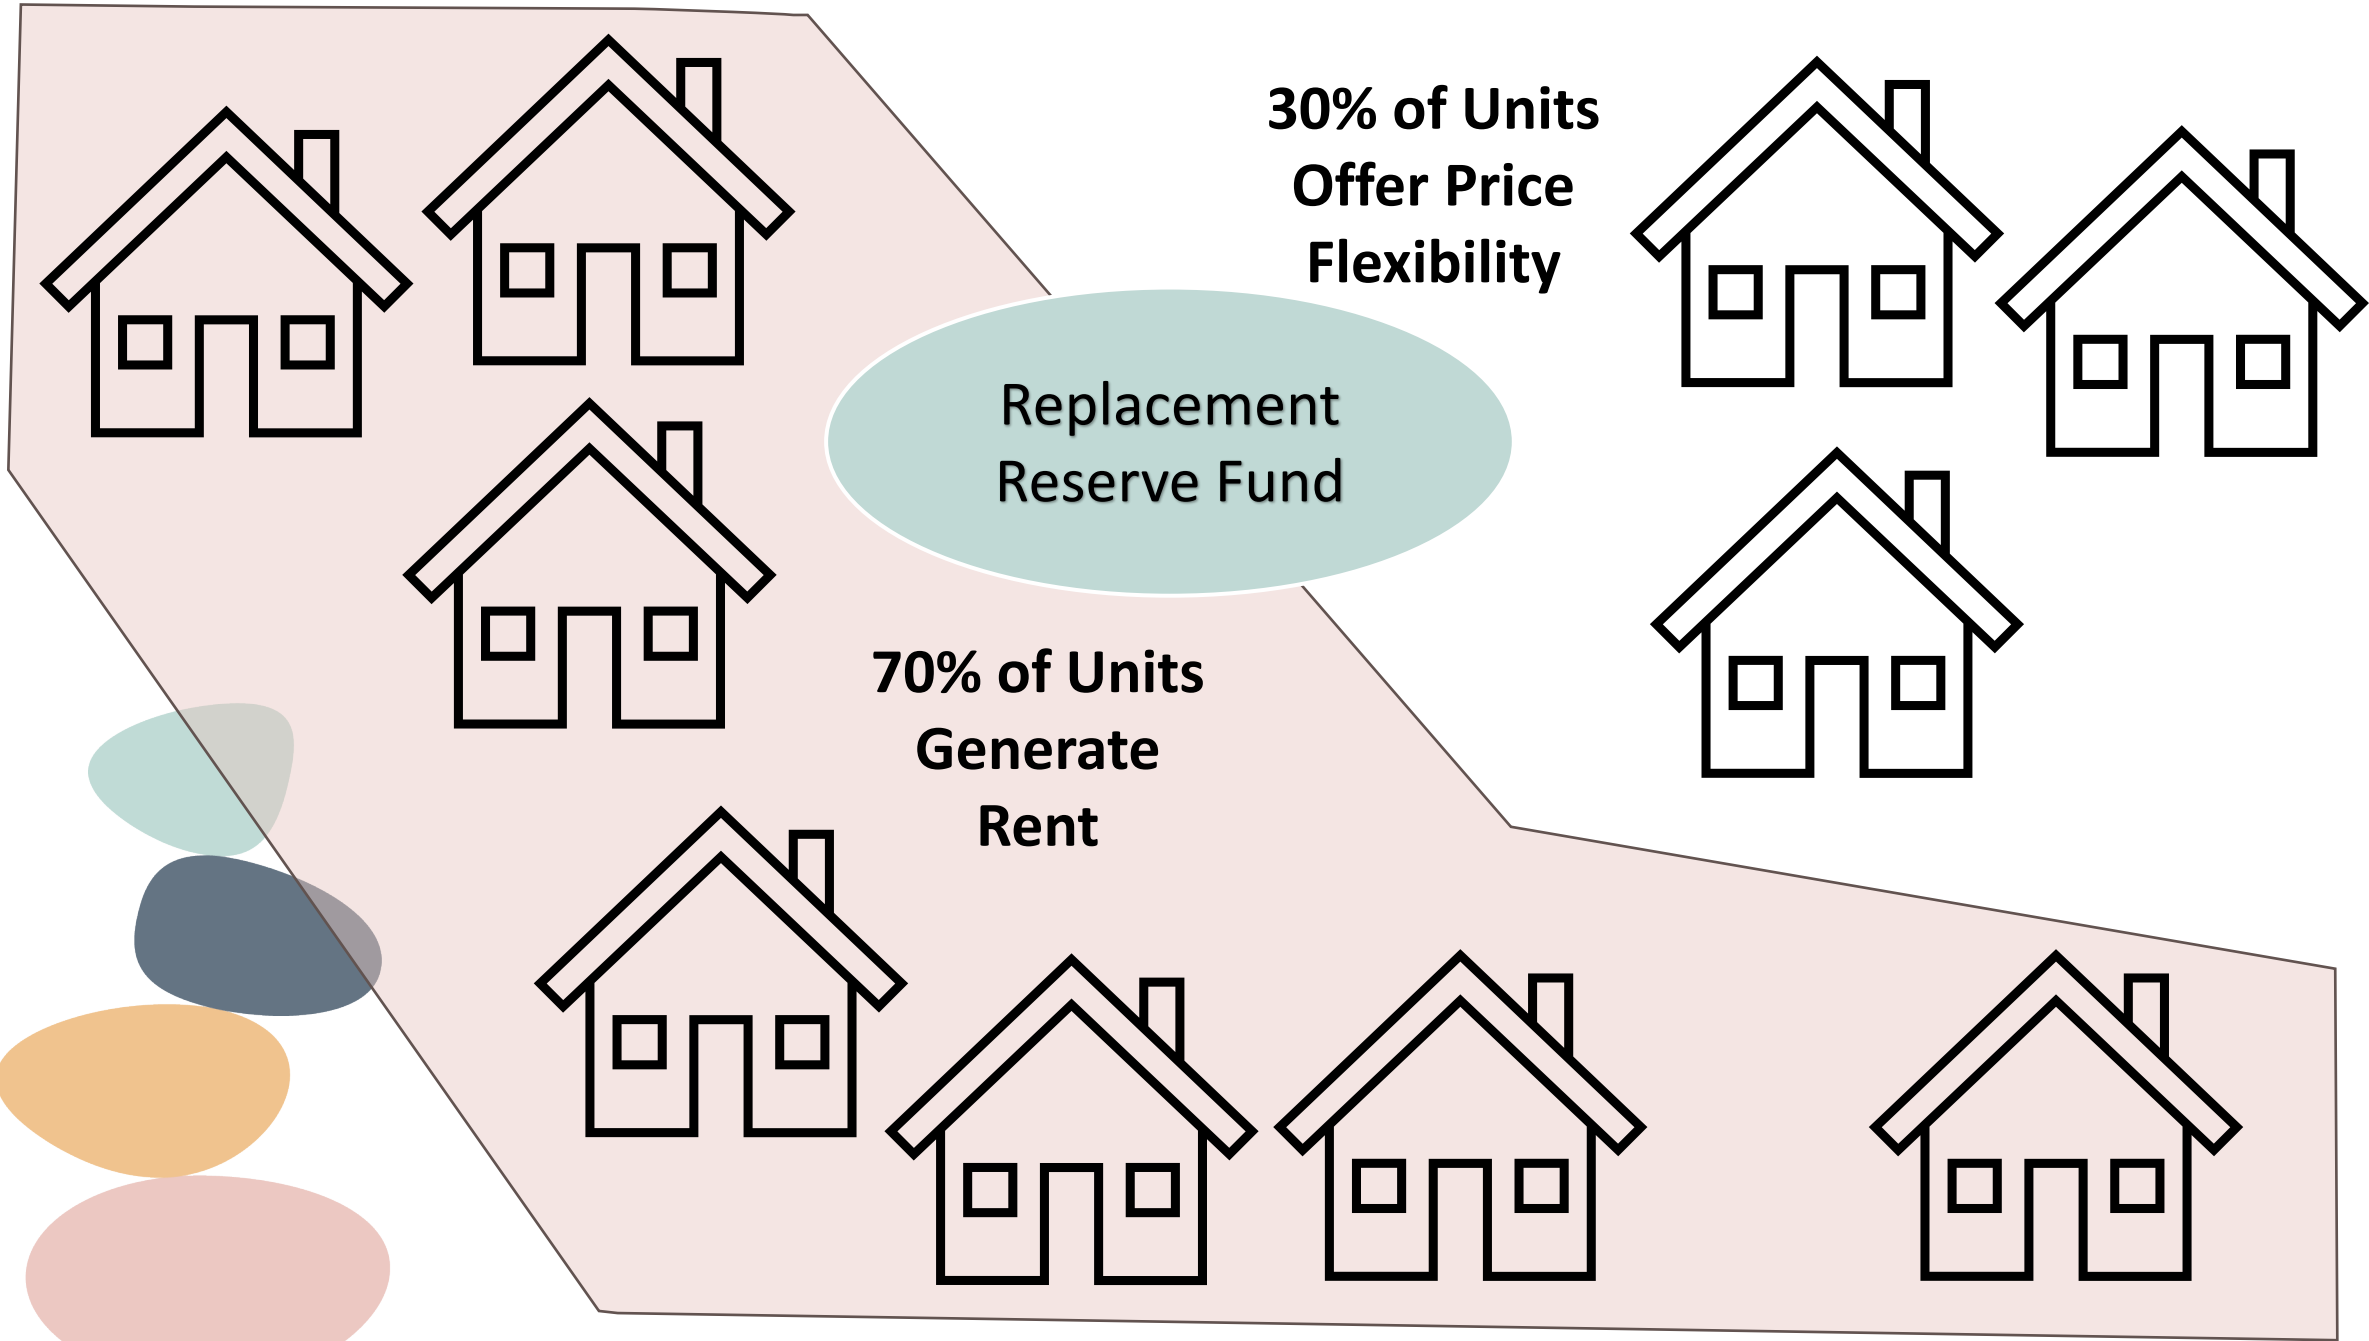 30% of Units
Offer Price
Flexibility
Replacement
Reserve Fund
70% of Units
Generate
Rent